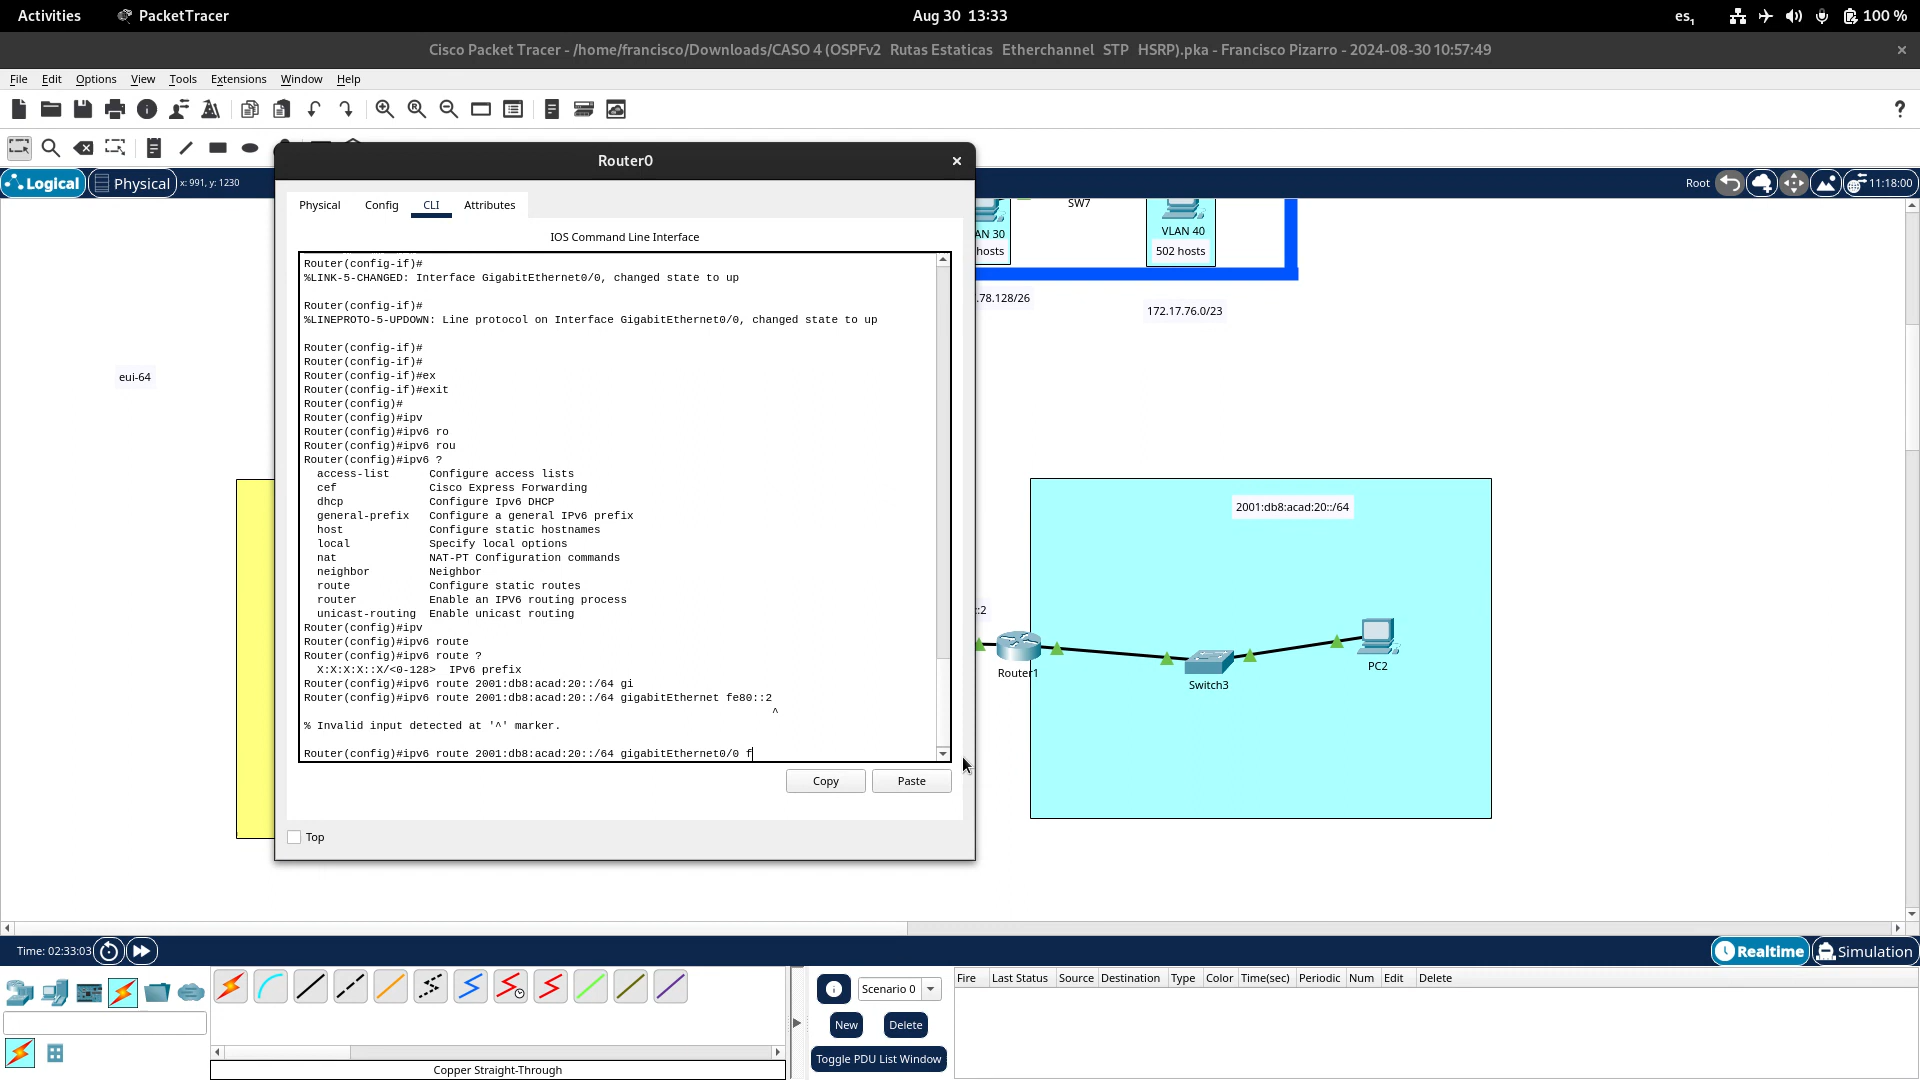 Activities
PacketTracer
Aug 30 13:33
es₁
100 %
Cisco Packet Tracer - /home/francisco/Downloads/CASO 4 (OSPFv2 Rutas Estaticas Etherchannel STP HSRP).pka - Francisco Pizarro - 2024-08-30 10:57:49
File Edit Options View Tools Extensions Window Help
Logical
Physical
x: 991, y: 1230
Root
11:18:00
Router0
Physical Config CLI Attributes
IOS Command Line Interface
Router(config-if)#
%LINK-5-CHANGED: Interface GigabitEthernet0/0, changed state to up
Router(config-if)#
%LINEPROTO-5-UPDOWN: Line protocol on Interface GigabitEthernet0/0, changed state to up
Router(config-if)#
Router(config-if)#
Router(config-if)#ex
Router(config-if)#exit
Router(config)#
Router(config)#ipv
Router(config)#ipv6 ro
Router(config)#ipv6 rou
Router(config)#ipv6 ?
access-list Configure access lists
cef Cisco Express Forwarding
dhcp Configure Ipv6 DHCP
general-prefix Configure a general IPv6 prefix
host Configure static hostnames
local Specify local options
nat NAT-PT Configuration commands
neighbor Neighbor
route Configure static routes
router Enable an IPV6 routing process
unicast-routing Enable unicast routing
Router(config)#ipv
Router(config)#ipv6 route
Router(config)#ipv6 route ?
X:X:X:X::X/<0-128> IPv6 prefix
Router(config)#ipv6 route 2001:db8:acad:20::/64 gi
Router(config)#ipv6 route 2001:db8:acad:20::/64 gigabitEthernet fe80::2
^
% Invalid input detected at '^' marker.
Router(config)#ipv6 route 2001:db8:acad:20::/64 gigabitEthernet0/0 f
Copy
Paste
Top
eui-64
SW7
AN 30
hosts
VLAN 40
502 hosts
.78.128/26
172.17.76.0/23
2001:db8:acad:20::/64
::2
Router1
Switch3
PC2
Time: 02:33:03
Realtime
Simulation
Scenario 0
New
Delete
Toggle PDU List Window
Fire Last Status Source Destination Type Color Time(sec) Periodic Num Edit Delete
Copper Straight-Through